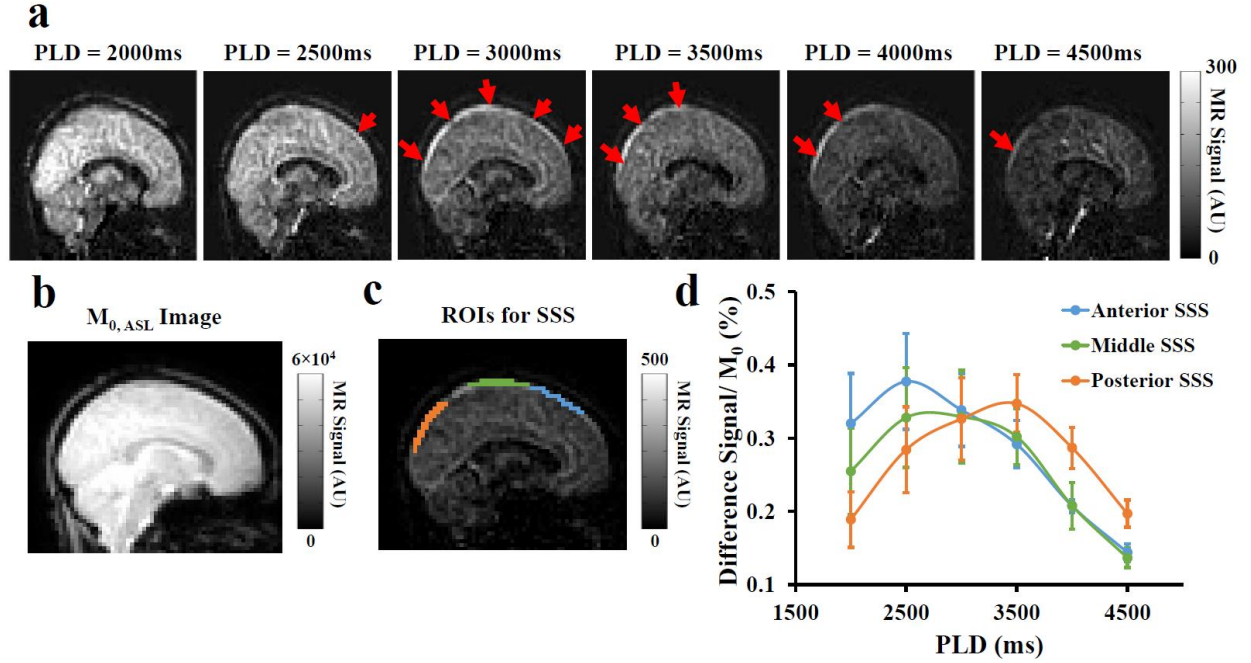 a
PLD = 2000ms PLD = 2500ms PLD = 3000ms PLD = 3500ms PLD = 4000ms PLD = 4500ms
300
MR Signal (AU)
0
b
M0, ASL Image
6×10⁴
MR Signal (AU)
0
c
ROIs for SSS
500
MR Signal (AU)
0
d
Difference Signal/ M0 (%)
0.5
0.4
0.3
0.2
0.1
Anterior SSS
Middle SSS
Posterior SSS
1500 2500 3500 4500
PLD (ms)